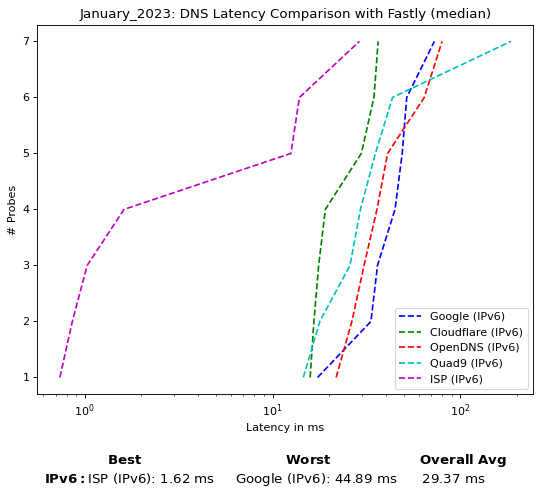 January_2023: DNS Latency Comparison with Fastly (median)
7
6
5
4
3
2
1
# Probes
Google (IPv6)
Cloudflare (IPv6)
OpenDNS (IPv6)
Quad9 (IPv6)
ISP (IPv6)
10⁰ 10¹ 10²
Latency in ms
Best Worst Overall Avg
IPv6: ISP (IPv6): 1.62 ms Google (IPv6): 44.89 ms 29.37 ms